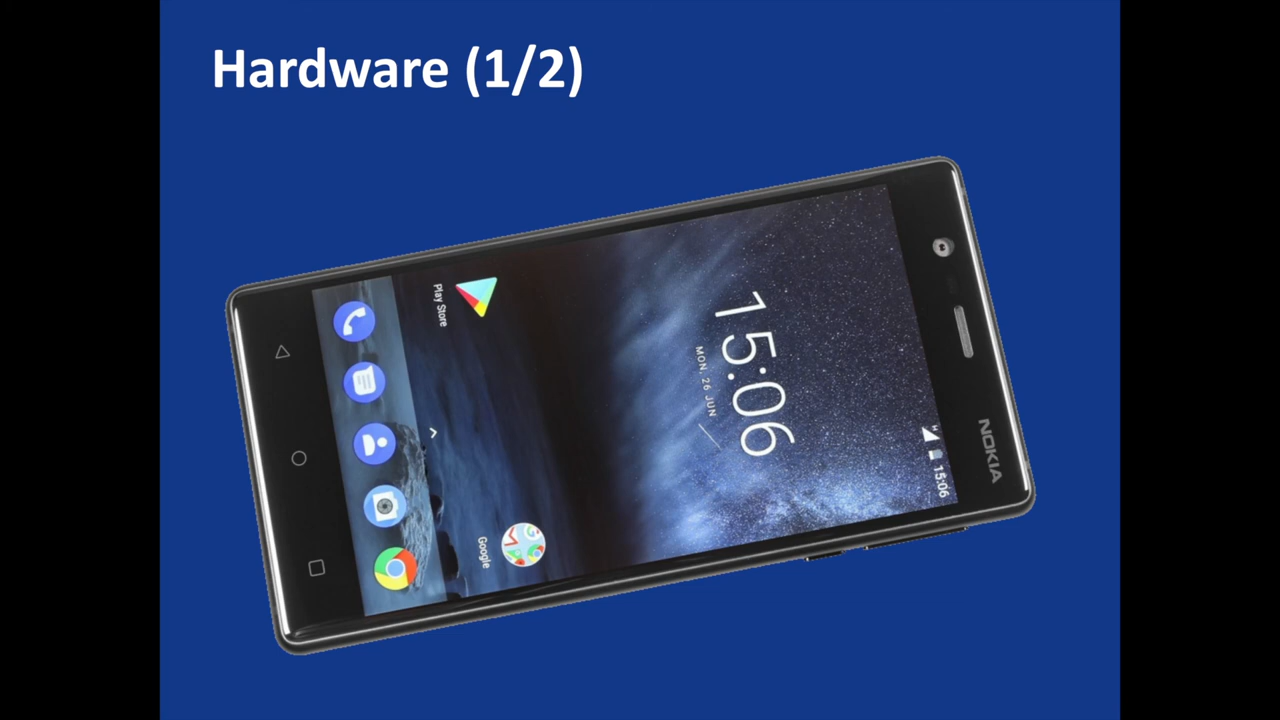 Hardware (1/2)
NOKIA
H
15:06
15:06
MON, 26 JUN
Play Store
Google